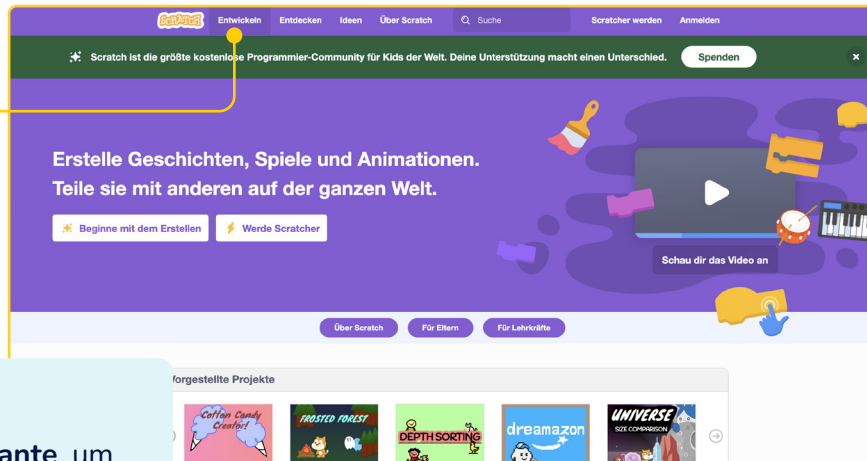 SCRATCH Entwickeln Entdecken Ideen Über Scratch Suche Scratcher werden Anmelden
Scratch ist die größte kostenlose Programmier-Community für Kids der Welt. Deine Unterstützung macht einen Unterschied. Spenden
Erstelle Geschichten, Spiele und Animationen.
Teile sie mit anderen auf der ganzen Welt.
Beginne mit dem Erstellen Werde Scratcher
Schau dir das Video an
Über Scratch Für Eltern Für Lehrkräfte
Vorgestellte Projekte
Cotton Candy
Creator!
FROSTED FOREST
DEPTH SORTING
dreamazon
UNIVERSE
SIZE COMPARISON
ante, um